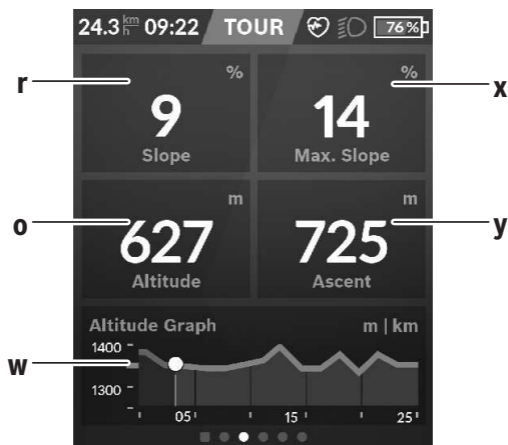 24.3 km/h 09:22 TOUR 76 %
r % % x
9 14
Slope Max. Slope
m m
o 627 725 y
Altitude Ascent
Altitude Graph m | km
1400
w
1300
05 15 25